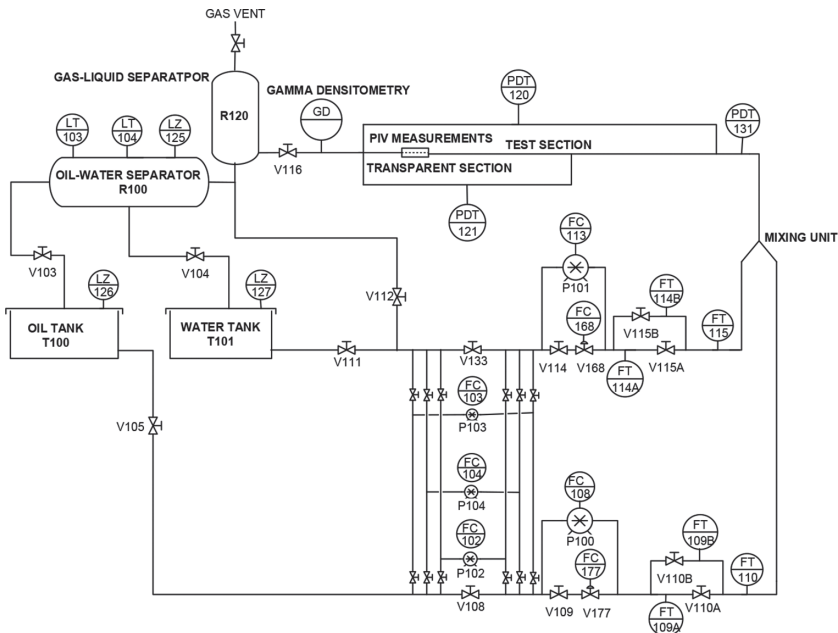 GAS VENT
GAS-LIQUID SEPARATPOR
R120
GAMMA DENSITOMETRY
GD
PDT
120
PDT
131
LT
103
LT
104
LZ
125
PIV MEASUREMENTS
TEST SECTION
TRANSPARENT SECTION
V116
OIL-WATER SEPARATOR
R100
PDT
121
FC
113
MIXING UNIT
V103
V104
LZ
126
LZ
127
V112
P101
FC
168
FT
114B
OIL TANK
T100
WATER TANK
T101
V115B
FT
115
V111
V133
V114
V168
FT
114A
V115A
FC
103
P103
V105
FC
104
P104
FC
108
P100
FC
102
P102
FC
177
FT
109B
V110B
FT
110
V108
V109
V177
FT
109A
V110A